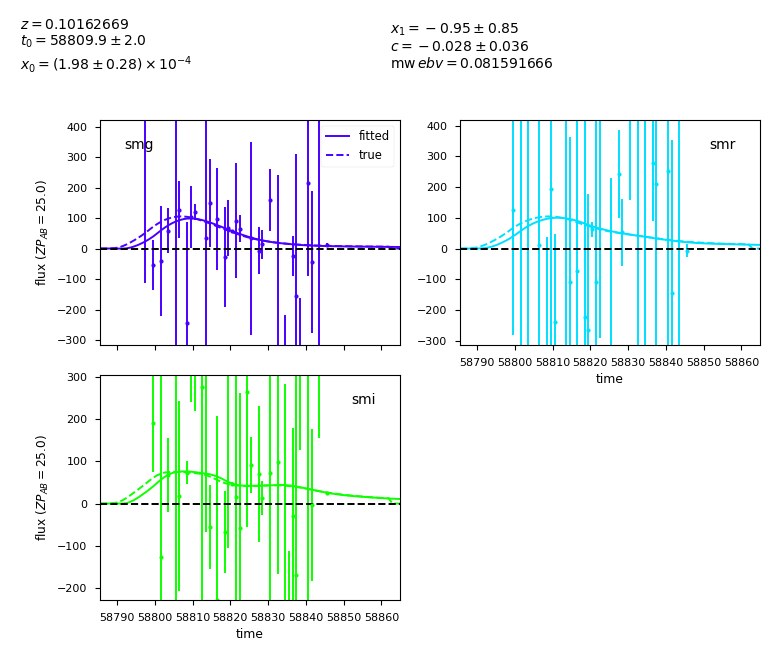 z = 0.10162669
t₀ = 58809.9 ± 2.0
x₀ = (1.98 ± 0.28) × 10⁻⁴
x₁ = −0.95 ± 0.85
c = −0.028 ± 0.036
mw ebv = 0.081591666
400
300
200
100
0
−100
−200
−300
flux (ZP_AB = 25.0)
smg
fitted
true
400
300
200
100
0
−100
−200
−300
smr
58790 58800 58810 58820 58830 58840 58850 58860
time
300
200
100
0
−100
−200
flux (ZP_AB = 25.0)
smi
58790 58800 58810 58820 58830 58840 58850 58860
time